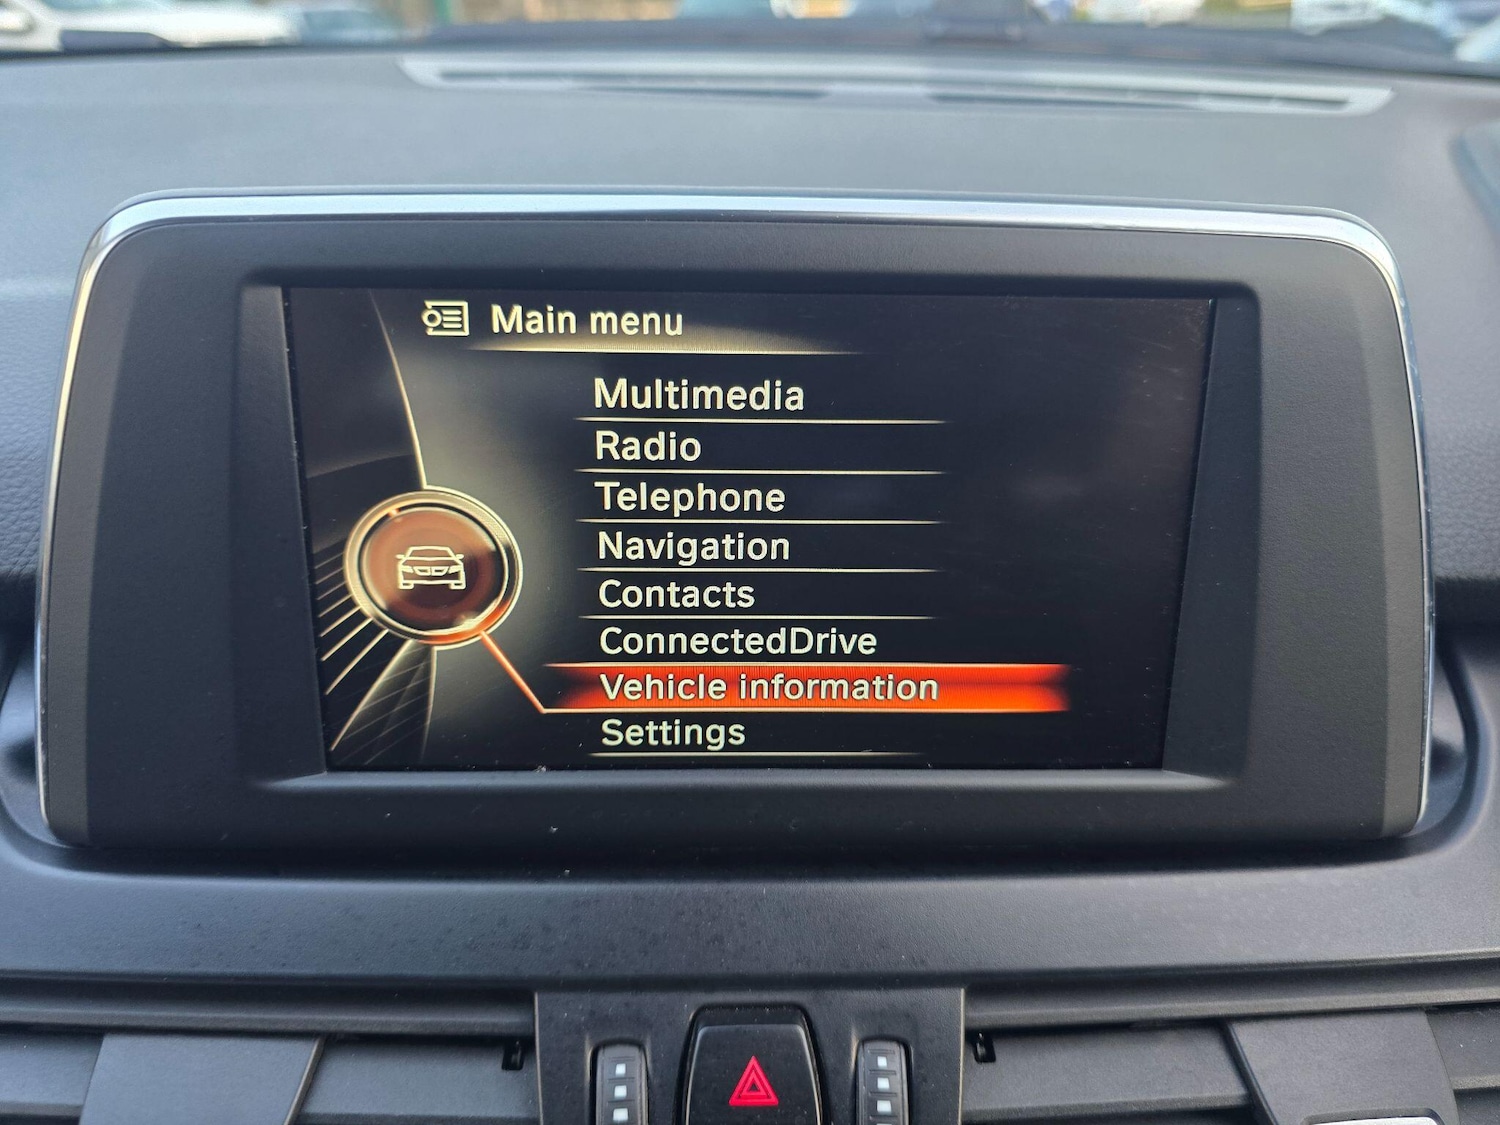 Main menu
Multimedia
Radio
Telephone
Navigation
Contacts
ConnectedDrive
Vehicle information
Settings